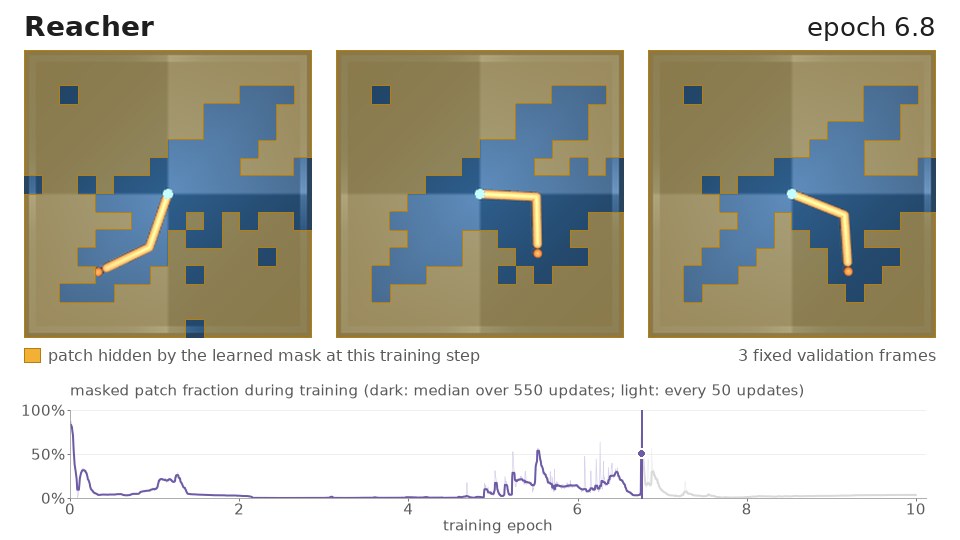 Reacher
epoch 6.8
patch hidden by the learned mask at this training step
3 fixed validation frames
masked patch fraction during training (dark: median over 550 updates; light: every 50 updates)
100%
50%
0%
0 2 4 6 8 10
training epoch